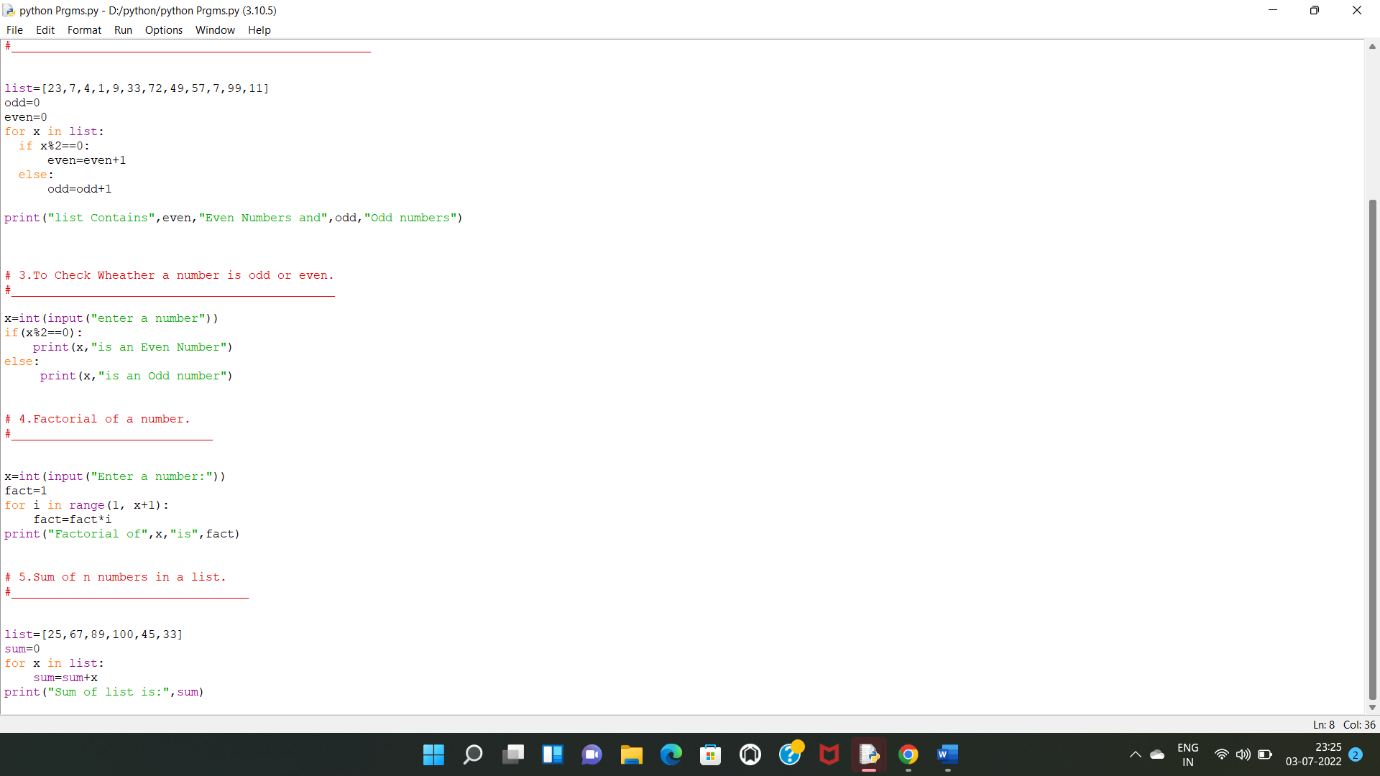 python Prgms.py - D:/python/python Prgms.py (3.10.5)
File Edit Format Run Options Window Help
#__________________________________________________
list=[23,7,4,1,9,33,72,49,57,7,99,11]
odd=0
even=0
for x in list:
  if x%2==0:
      even=even+1
  else:
      odd=odd+1
print("list Contains",even,"Even Numbers and",odd,"Odd numbers")
# 3.To Check Wheather a number is odd or even.
#_____________________________________________
x=int(input("enter a number"))
if(x%2==0):
    print(x,"is an Even Number")
else:
     print(x,"is an Odd number")
# 4.Factorial of a number.
#____________________________
x=int(input("Enter a number:"))
fact=1
for i in range(1, x+1):
    fact=fact*i
print("Factorial of",x,"is",fact)
# 5.Sum of n numbers in a list.
#_________________________________
list=[25,67,89,100,45,33]
sum=0
for x in list:
    sum=sum+x
print("Sum of list is:",sum)
Ln: 8 Col: 36
ENG
IN
23:25
03-07-2022
2